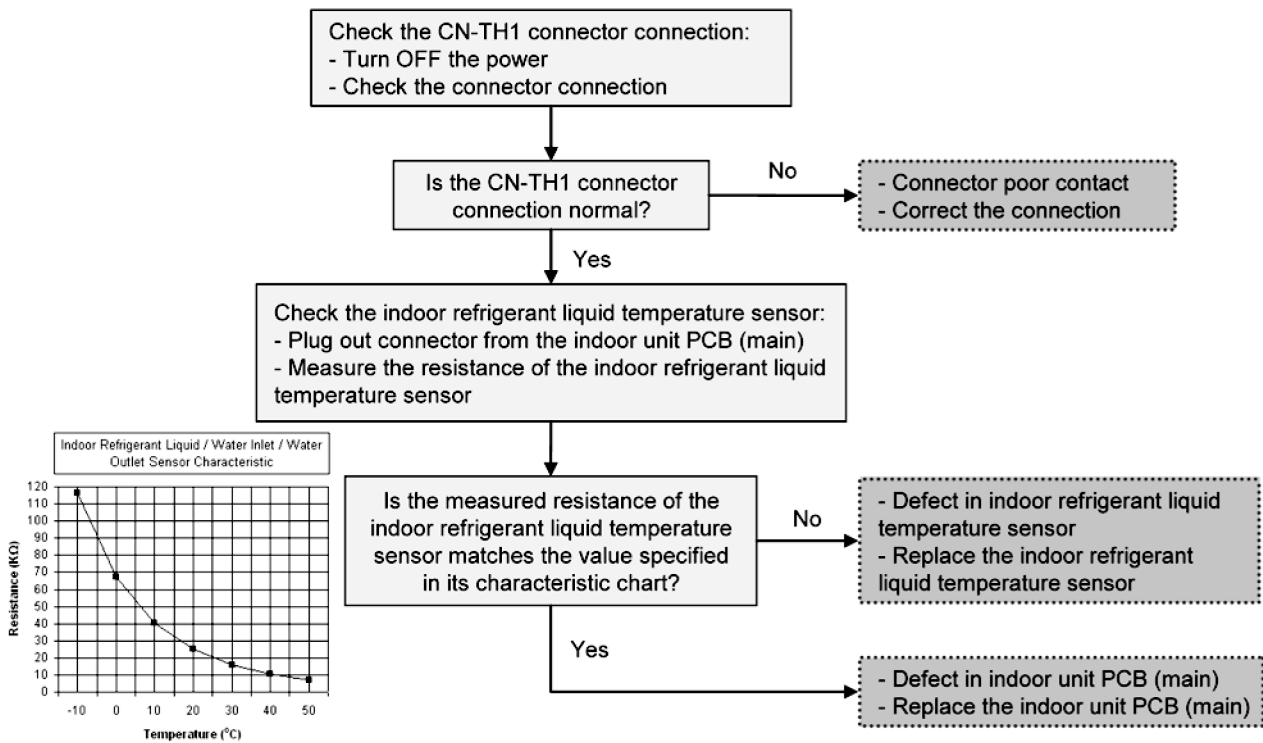 Check the CN-TH1 connector connection:
- Turn OFF the power
- Check the connector connection
Is the CN-TH1 connector
connection normal?
No
- Connector poor contact
- Correct the connection
Yes
Check the indoor refrigerant liquid temperature sensor:
- Plug out connector from the indoor unit PCB (main)
- Measure the resistance of the indoor refrigerant liquid
temperature sensor
Indoor Refrigerant Liquid / Water Inlet / Water
Outlet Sensor Characteristic
Resistance (KΩ)
120
110
100
90
80
70
60
50
40
30
20
10
0
-10 0 10 20 30 40 50
Temperature (°C)
Is the measured resistance of the
indoor refrigerant liquid temperature
sensor matches the value specified
in its characteristic chart?
No
- Defect in indoor refrigerant liquid
temperature sensor
- Replace the indoor refrigerant
liquid temperature sensor
Yes
- Defect in indoor unit PCB (main)
- Replace the indoor unit PCB (main)